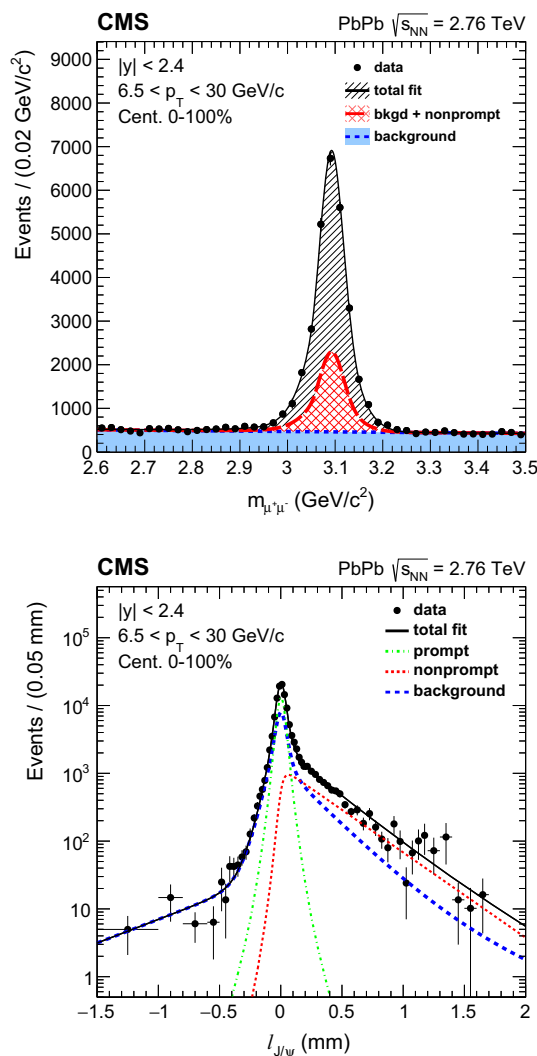 CMS PbPb √s_NN = 2.76 TeV
|y| < 2.4
6.5 < p_T < 30 GeV/c
Cent. 0-100%
data
total fit
bkgd + nonprompt
background
Events / (0.02 GeV/c²)
9000
8000
7000
6000
5000
4000
3000
2000
1000
0
2.6 2.7 2.8 2.9 3 3.1 3.2 3.3 3.4 3.5
m_μ⁺μ⁻ (GeV/c²)
CMS PbPb √s_NN = 2.76 TeV
|y| < 2.4
6.5 < p_T < 30 GeV/c
Cent. 0-100%
data
total fit
prompt
nonprompt
background
Events / (0.05 mm)
10⁵
10⁴
10³
10²
10
1
−1.5 −1 −0.5 0 0.5 1 1.5 2
l_J/ψ (mm)